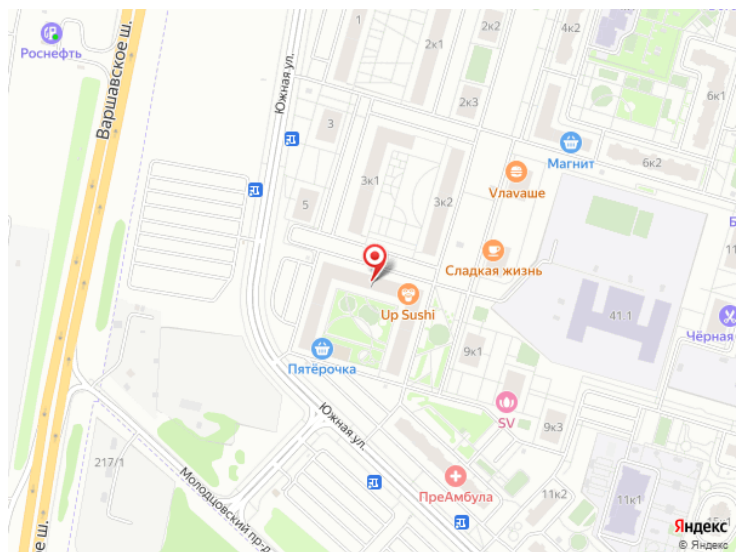 Роснефть
Варшавское ш.
Южная ул.
1
2к1
4к2
6к1
2к3
3
Магнит
6к2
3к1
Vлаvаше
5
3к2
Сладкая жизнь
Up Sushi
41.1
Чёрная
9к1
Пятёрочка
SV
Южная ул.
9к3
217/1
Молодцовский пр-д
ПреАмбула
11к2
11к1
Варшавское ш.
Яндекс
© Яндекс